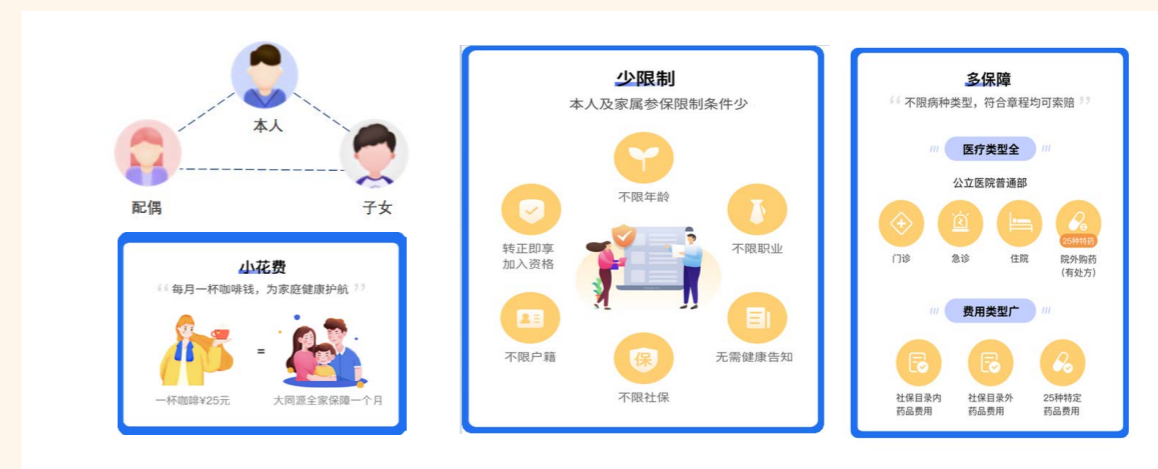 本人
配偶
子女
小花费
“每月一杯咖啡钱，为家庭健康护航”
=
一杯咖啡¥25元
大同源全家保障一个月
少限制
本人及家属参保限制条件少
不限年龄
转正即享
加入资格
不限职业
不限户籍
无需健康告知
保
不限社保
多保障
“不限病种类型，符合章程均可索赔”
医疗类型全
公立医院普通部
25种特药
门诊
急诊
住院
院外购药
(有处方)
费用类型广
社保目录内
药品费用
社保目录外
药品费用
25种特定
药品费用